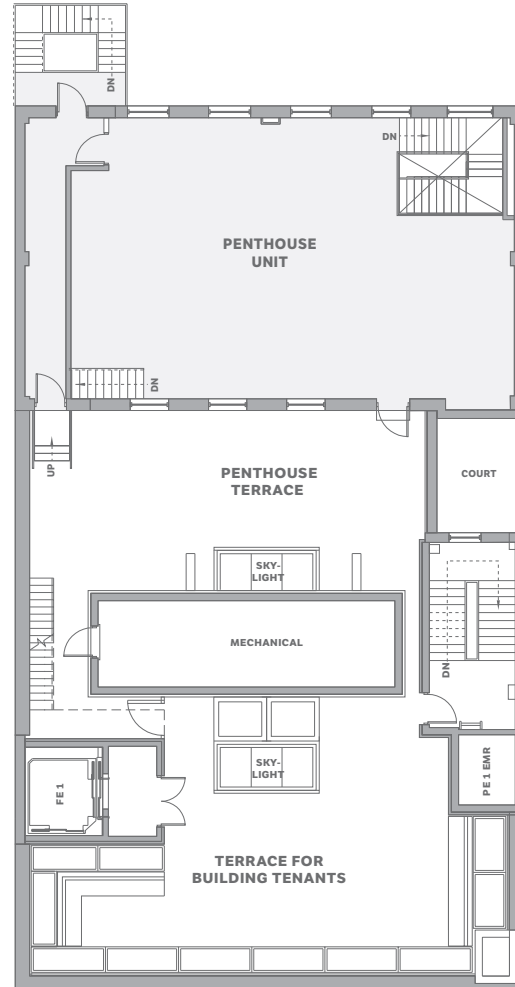 DN
DN
PENTHOUSE
UNIT
DN
UP
PENTHOUSE
TERRACE
COURT
SKY-
LIGHT
MECHANICAL
DN
SKY-
LIGHT
FE 1
PE 1 EMR
TERRACE FOR
BUILDING TENANTS